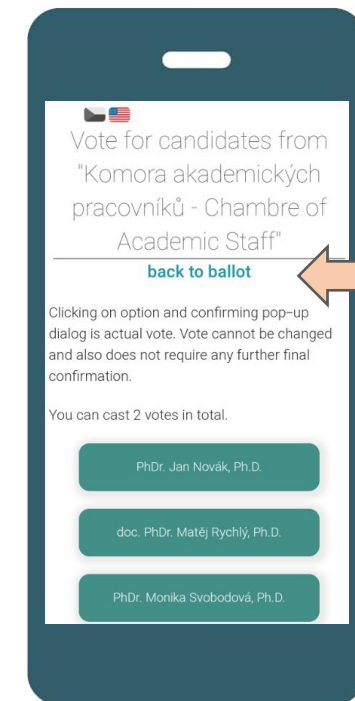 Vote for candidates from
"Komora akademických
pracovníků - Chambre of
Academic Staff"
back to ballot
Clicking on option and confirming pop-up
dialog is actual vote. Vote cannot be changed
and also does not require any further final
confirmation.
You can cast 2 votes in total.
PhDr. Jan Novák, Ph.D.
doc. PhDr. Matěj Rychlý, Ph.D.
PhDr. Monika Svobodová, Ph.D.